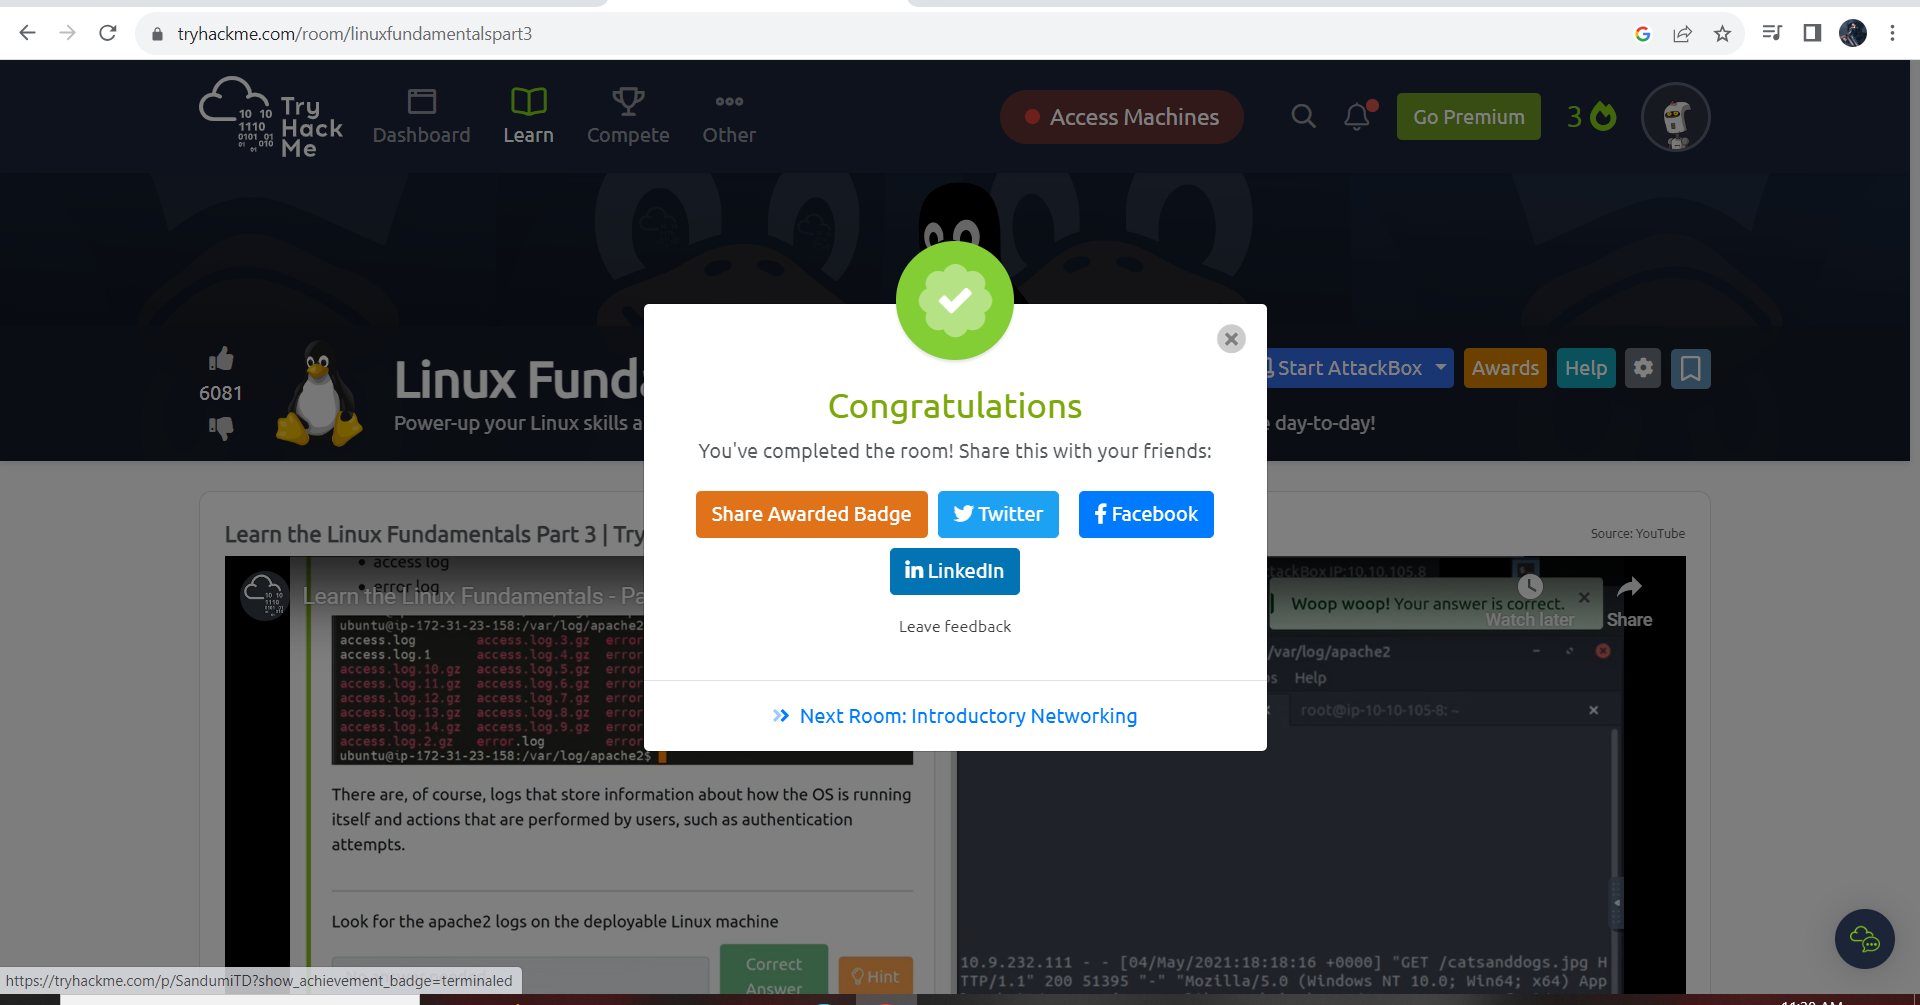 tryhackme.com/room/linuxfundamentalspart3
Try
Hack
Me
10 10
1110
0101 01
01 010
01
Dashboard
Learn
Compete
Other
Access Machines
Go Premium
3
6081
Linux Funda
Power-up your Linux skills a
Start AttackBox
Awards
Help
e day-to-day!
Congratulations
You've completed the room! Share this with your friends:
Share Awarded Badge
Twitter
Facebook
LinkedIn
Leave feedback
Next Room: Introductory Networking
Learn the Linux Fundamentals Part 3 | Try
Source: YouTube
access log
error log
Learn the Linux Fundamentals - Pa
ubuntu@ip-172-31-23-158:/var/log/apache2
access.log access.log.3.gz error
access.log.1 access.log.4.gz error
access.log.10.gz access.log.5.gz error
access.log.11.gz access.log.6.gz error
access.log.12.gz access.log.7.gz error
access.log.13.gz access.log.8.gz error
access.log.14.gz access.log.9.gz error
access.log.2.gz error.log error
ubuntu@ip-172-31-23-158:/var/log/apache2$
There are, of course, logs that store information about how the OS is running
itself and actions that are performed by users, such as authentication
attempts.
Look for the apache2 logs on the deployable Linux machine
Correct
Answer
Hint
ttackBox IP:10.10.105.8
Woop woop! Your answer is correct.
Watch later
Share
/var/log/apache2
Help
root@ip-10-10-105-8: ~
10.9.232.111 - - [04/May/2021:18:18:16 +0000] "GET /catsanddogs.jpg H
TTP/1.1" 200 51395 "-" "Mozilla/5.0 (Windows NT 10.0; Win64; x64) App
https://tryhackme.com/p/SandumiTD?show_achievement_badge=terminaled